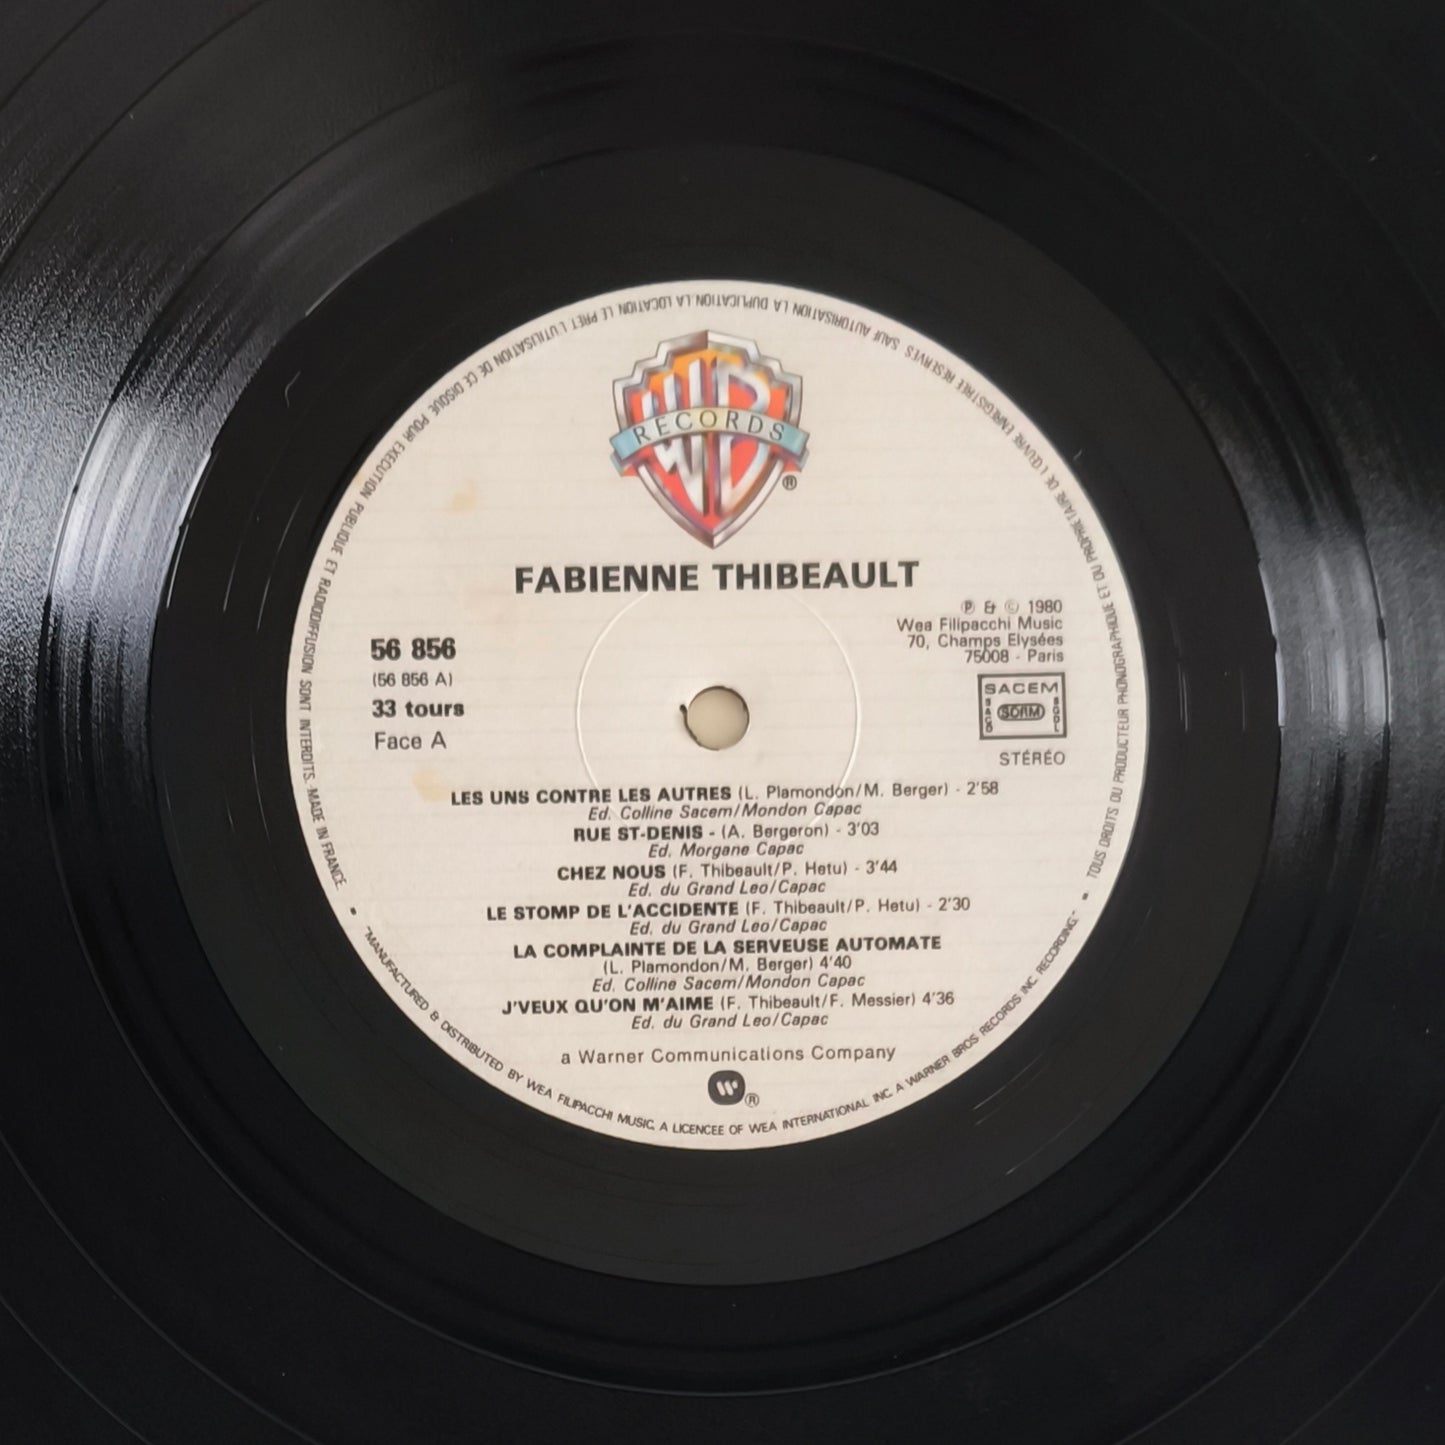 WB
RECORDS
®
FABIENNE THIBEAULT
℗ & © 1980
Wea Filipacchi Music
70, Champs Elysées
75008 - Paris
56 856
(56 856 A)
33 tours
Face A
SACEM
SACD SDRM SGDL
STÉRÉO
LES UNS CONTRE LES AUTRES (L. Plamondon/M. Berger) - 2'58
Ed. Colline Sacem/Mondon Capac
RUE ST-DENIS - (A. Bergeron) - 3'03
Ed. Morgane Capac
CHEZ NOUS (F. Thibeault/P. Hetu) - 3'44
Ed. du Grand Leo/Capac
LE STOMP DE L'ACCIDENTE (F. Thibeault/P. Hetu) - 2'30
Ed. du Grand Leo/Capac
LA COMPLAINTE DE LA SERVEUSE AUTOMATE
(L. Plamondon/M. Berger) 4'40
Ed. Colline Sacem/Mondon Capac
J'VEUX QU'ON M'AIME (F. Thibeault/F. Messier) 4'36
Ed. du Grand Leo/Capac
a Warner Communications Company
®
TOUS DROITS DU PRODUCTEUR PHONOGRAPHIQUE ET DU PROPRIETAIRE DE L'ŒUVRE ENREGISTREE RESERVES. SAUF AUTORISATION LA DUPLICATION, LA LOCATION, LE PRET, L'UTILISATION DE CE DISQUE POUR EXECUTION PUBLIQUE ET RADIODIFFUSION SONT INTERDITS. MADE IN FRANCE.
"MANUFACTURED & DISTRIBUTED BY WEA FILIPACCHI MUSIC, A LICENCEE OF WEA INTERNATIONAL INC. A WARNER BROS RECORDS INC. RECORDING."